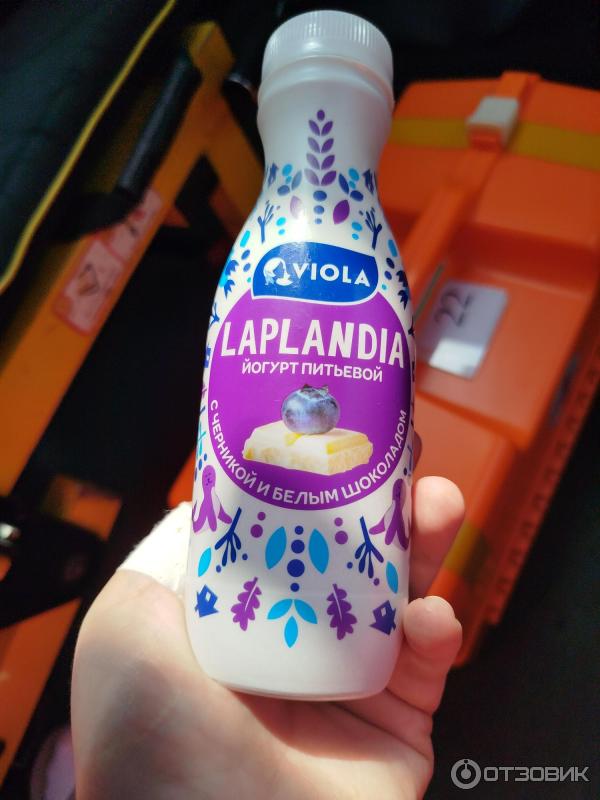 VIOLA
LAPLANDIA
ЙОГУРТ ПИТЬЕВОЙ
С ЧЕРНИКОЙ И БЕЛЫМ ШОКОЛАДОМ
22
ОТЗОВИК